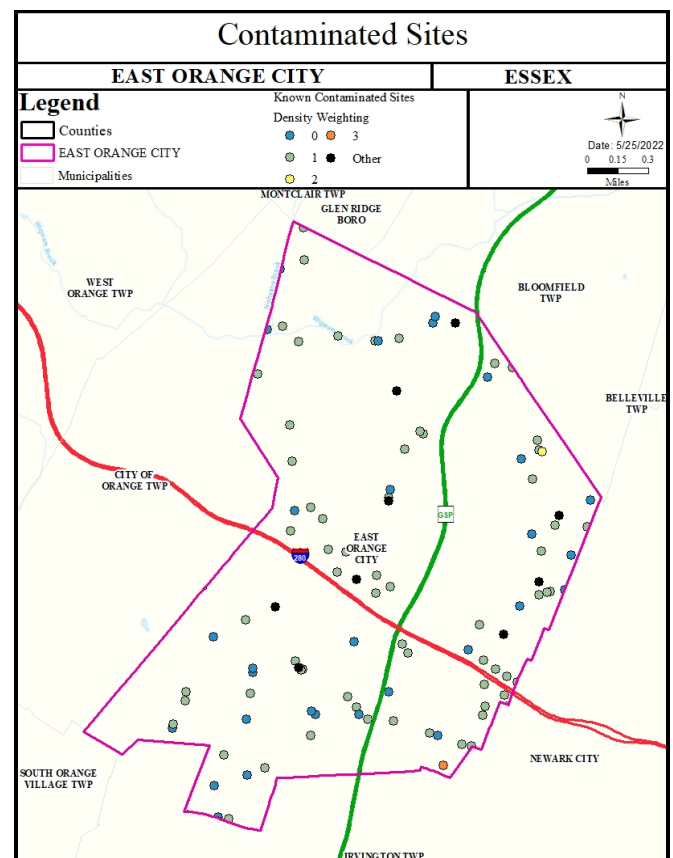 Contaminated Sites
EAST ORANGE CITY
ESSEX
Legend
Counties
EAST ORANGE CITY
Municipalities
Known Contaminated Sites
Density Weighting
0
3
1
Other
2
N
Date: 5/25/2022
0 0.15 0.3
Miles
MONTCLAIR TWP
GLEN RIDGE
BORO
Wigwam Brook
WEST
ORANGE TWP
BLOOMFIELD
TWP
Wigwam
BELLEVILLE
TWP
CITY OF
ORANGE TWP
GSP
EAST
ORANGE
CITY
280
NEWARK CITY
SOUTH ORANGE
VILLAGE TWP
IRVINGTON TWP